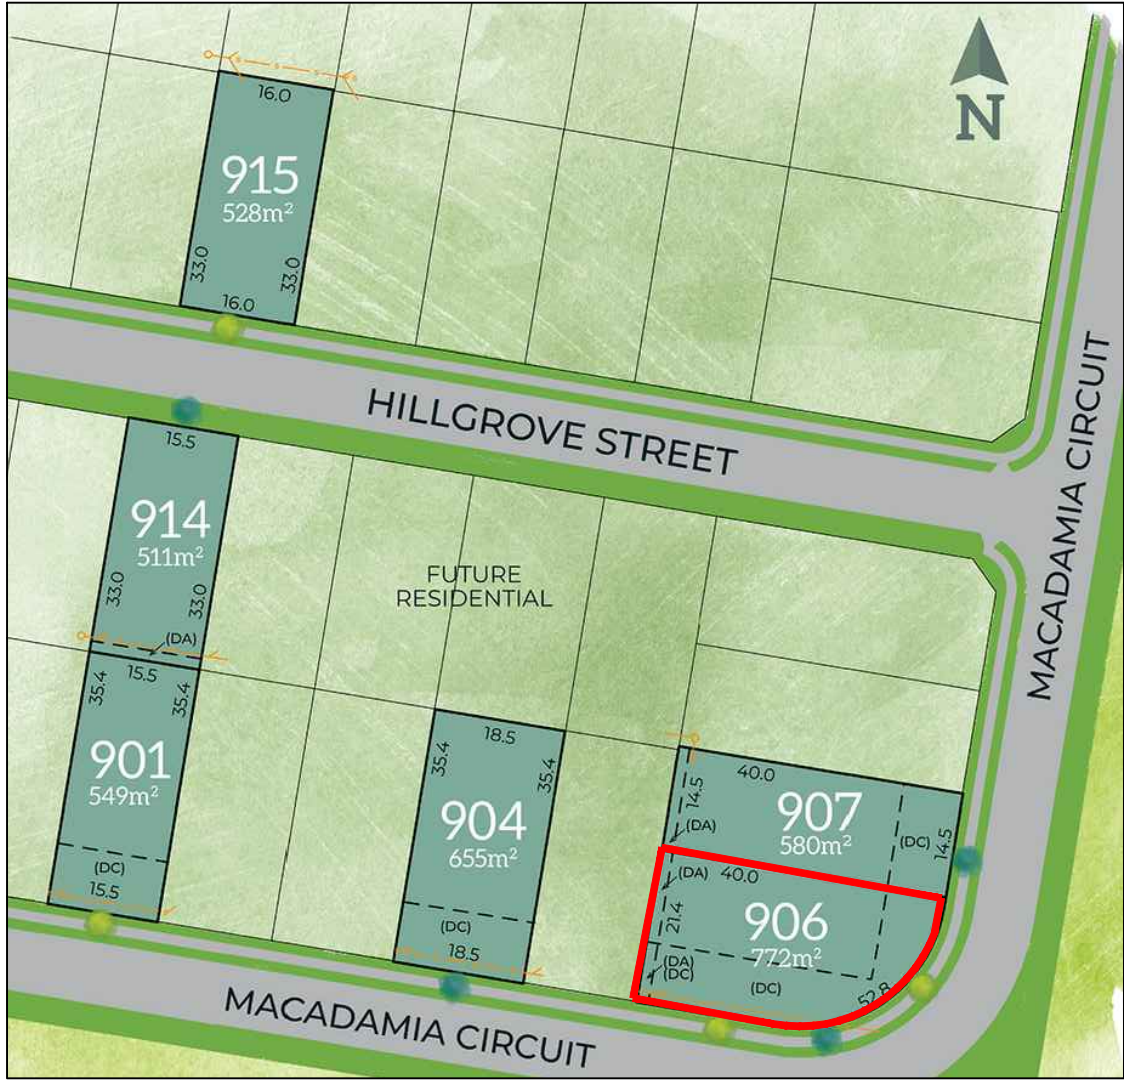 N
16.0
915
528m²
33.0
33.0
16.0
HILLGROVE STREET
MACADAMIA CIRCUIT
15.5
914
511m²
33.0
33.0
(DA)
FUTURE
RESIDENTIAL
15.5
35.4
35.4
901
549m²
(DC)
15.5
18.5
35.4
35.4
904
655m²
(DC)
18.5
40.0
14.5
907
580m²
(DA)
(DC)
14.5
(DA)
40.0
21.4
906
772m²
(DA)
(DC)
(DC)
52.8
MACADAMIA CIRCUIT